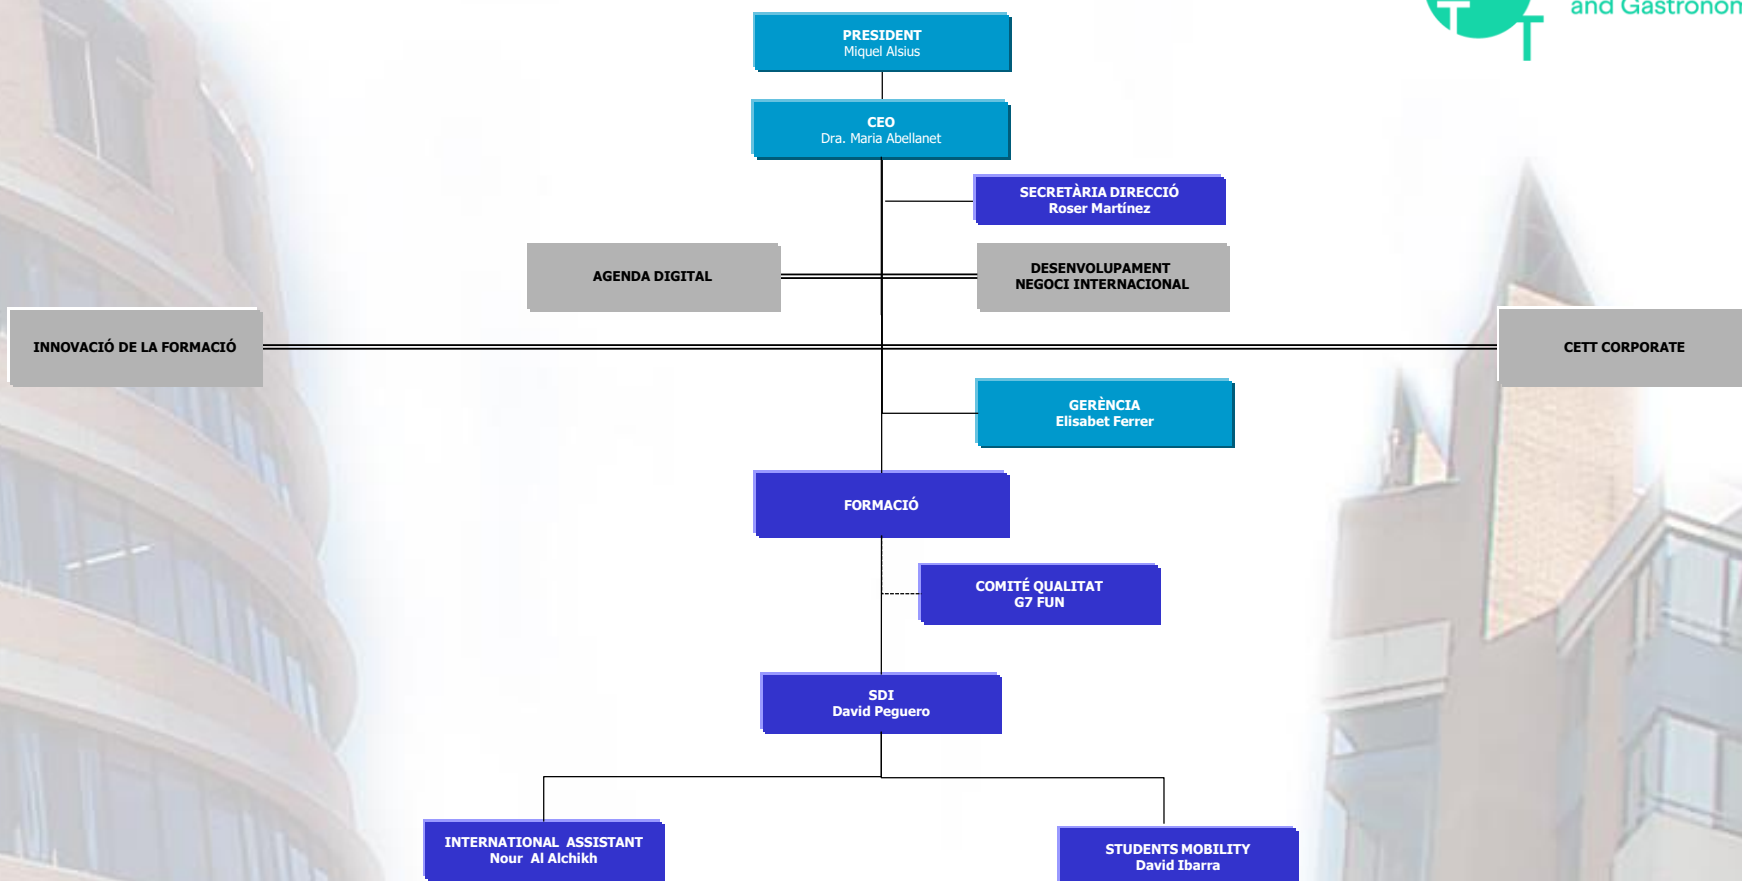 T
T
and Gastronom
PRESIDENT
Miquel Alsius
CEO
Dra. Maria Abellanet
SECRETÀRIA DIRECCIÓ
Roser Martínez
AGENDA DIGITAL
DESENVOLUPAMENT
NEGOCI INTERNACIONAL
INNOVACIÓ DE LA FORMACIÓ
CETT CORPORATE
GERÈNCIA
Elisabet Ferrer
FORMACIÓ
COMITÉ QUALITAT
G7 FUN
SDI
David Peguero
INTERNATIONAL ASSISTANT
Nour Al Alchikh
STUDENTS MOBILITY
David Ibarra